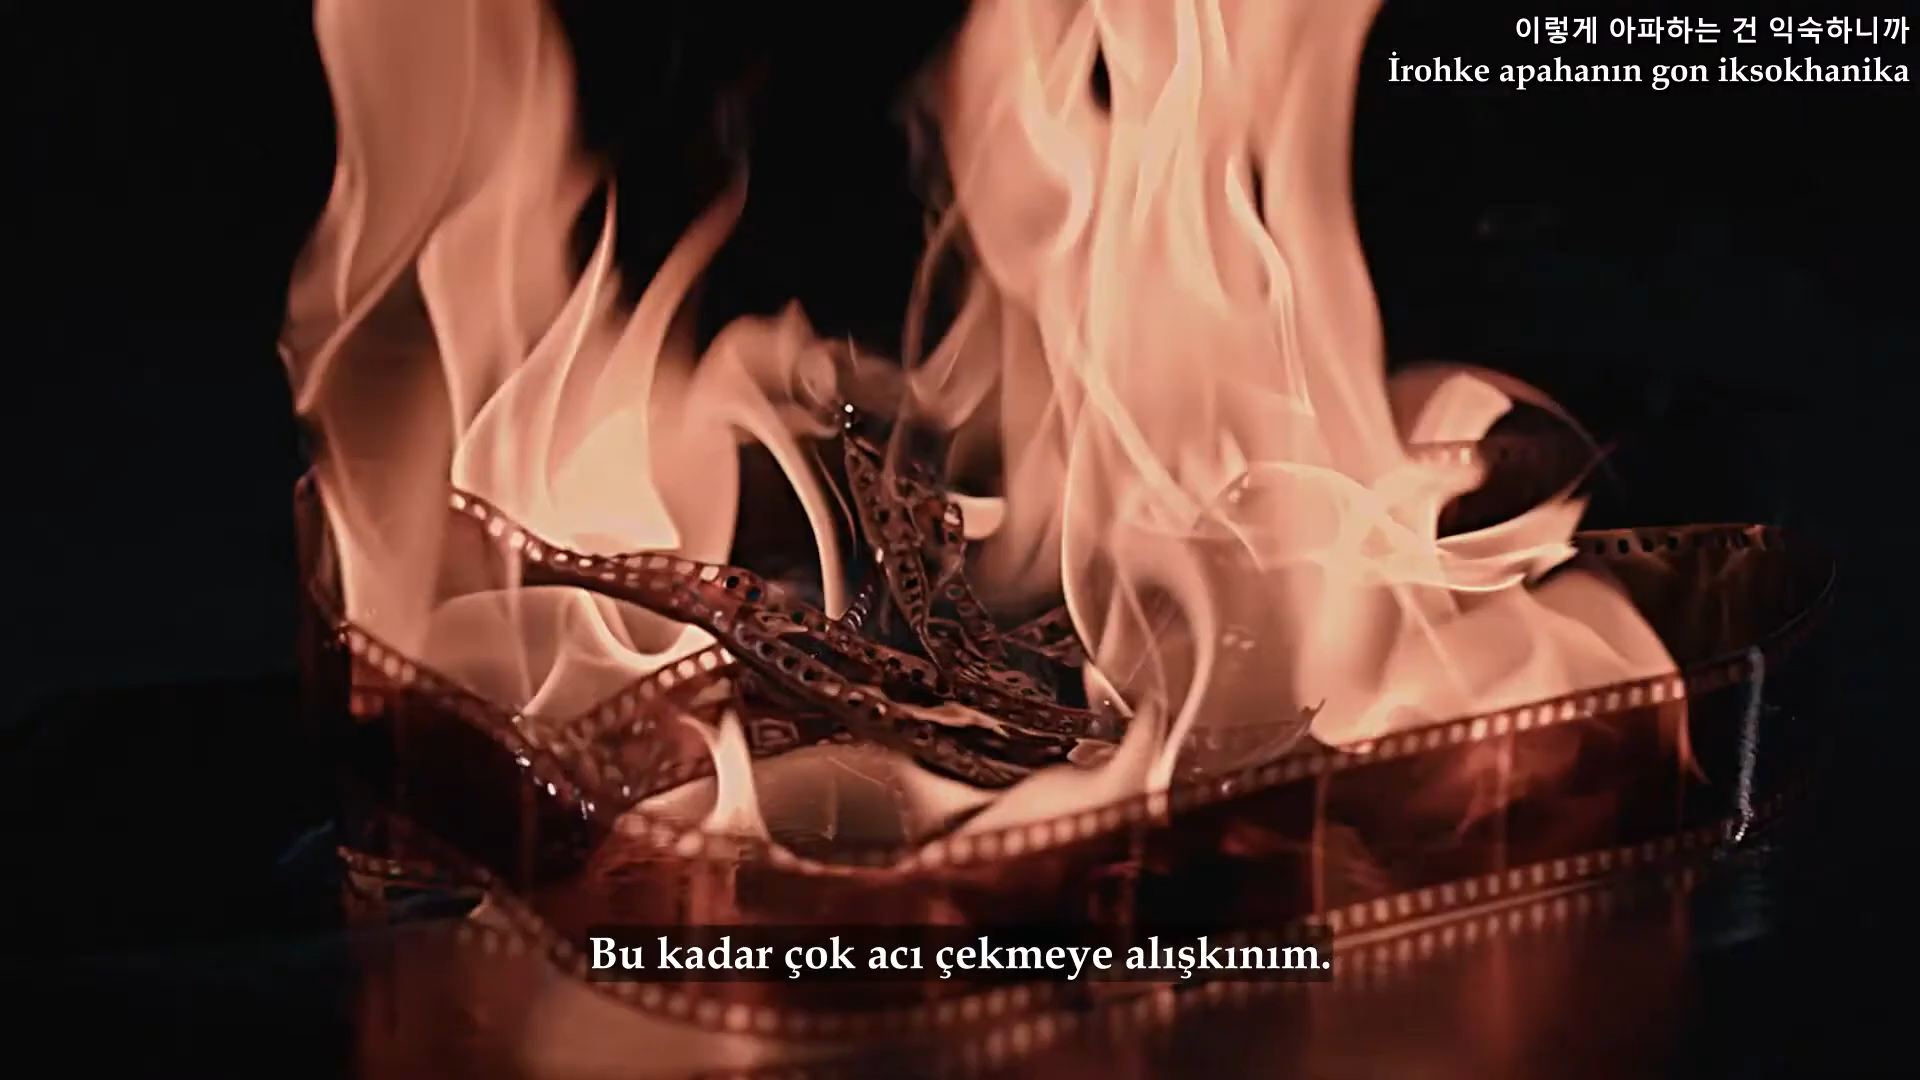 이렇게 아파하는 건 익숙하니까
İrohke apahanın gon iksokhanika
Bu kadar çok acı çekmeye alışkınım.